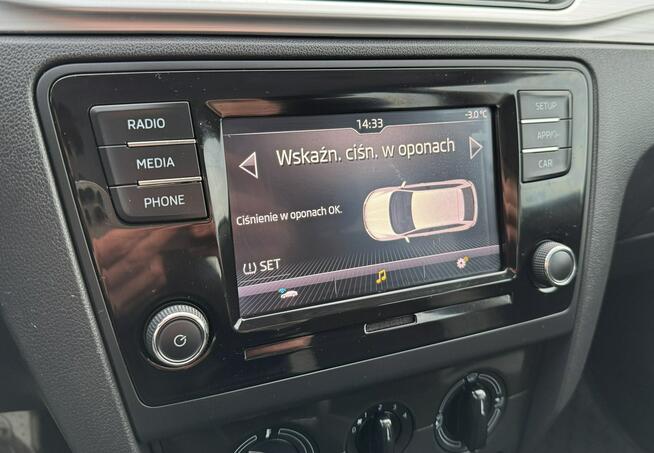 14:33
-3.0°C
Wskaźn. ciśn. w oponach
Ciśnienie w oponach OK.
SET
RADIO
MEDIA
PHONE
SETUP
APP
CAR